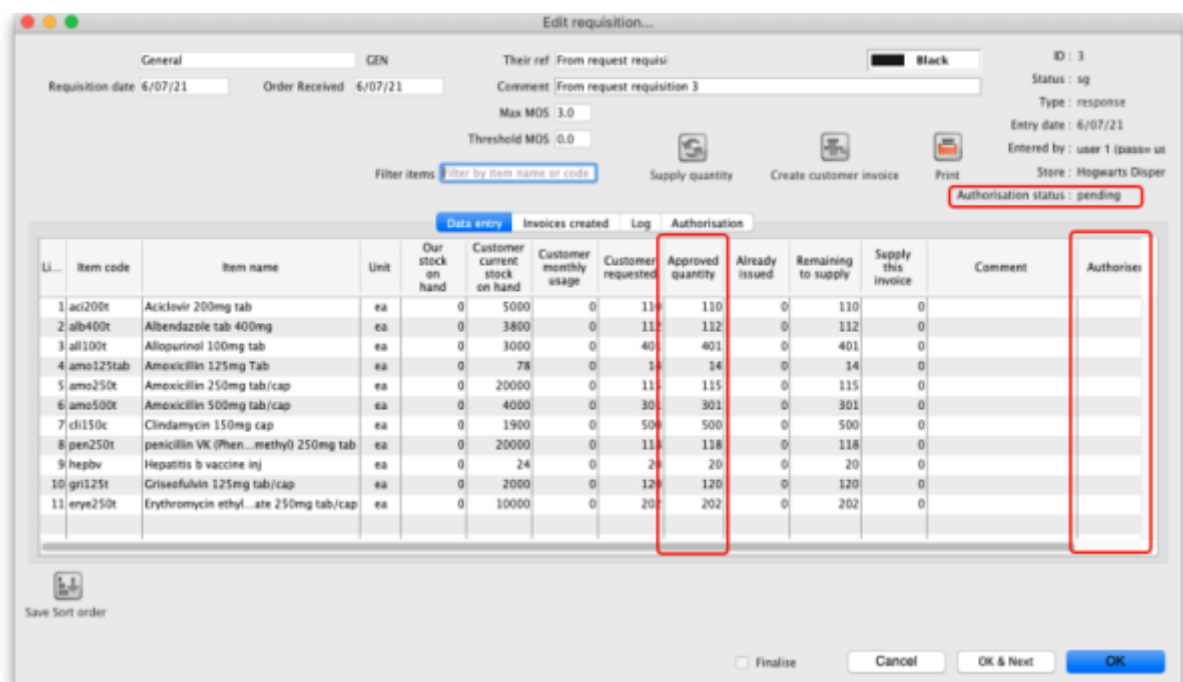 Edit requisition...
General GEN Their ref From request requisi Black ID : 3
Requisition date 6/07/21 Order Received 6/07/21 Comment From request requisition 3 Status : sg
Max MOS 3.0 Type : response
Threshold MOS 0.0 Entry date : 6/07/21
Entered by : user 1 (pass= us
Filter items Filter by item name or code Supply quantity Create customer invoice Print Store : Hogwarts Disper
Authorisation status : pending
Data entry Invoices created Log Authorisation
Li... Item code Item name Unit Our stock on hand Customer current stock on hand Customer monthly usage Customer requested Approved quantity Already issued Remaining to supply Supply this invoice Comment Authoriser
1 aci200t Aciclovir 200mg tab ea 0 5000 0 110 110 0 110 0
2 alb400t Albendazole tab 400mg ea 0 3800 0 112 112 0 112 0
3 all100t Allopurinol 100mg tab ea 0 3000 0 401 401 0 401 0
4 amo125tab Amoxicillin 125mg Tab ea 0 78 0 14 14 0 14 0
5 amo250t Amoxicillin 250mg tab/cap ea 0 20000 0 115 115 0 115 0
6 amo500t Amoxicillin 500mg tab/cap ea 0 4000 0 301 301 0 301 0
7 cli150c Clindamycin 150mg cap ea 0 1900 0 500 500 0 500 0
8 pen250t penicillin VK (Phen...methyl) 250mg tab ea 0 20000 0 118 118 0 118 0
9 hepbv Hepatitis b vaccine inj ea 0 24 0 20 20 0 20 0
10 gri125t Griseofulvin 125mg tab/cap ea 0 2000 0 120 120 0 120 0
11 erye250t Erythromycin ethyl...ate 250mg tab/cap ea 0 10000 0 202 202 0 202 0
Save Sort order
Finalise Cancel OK & Next OK